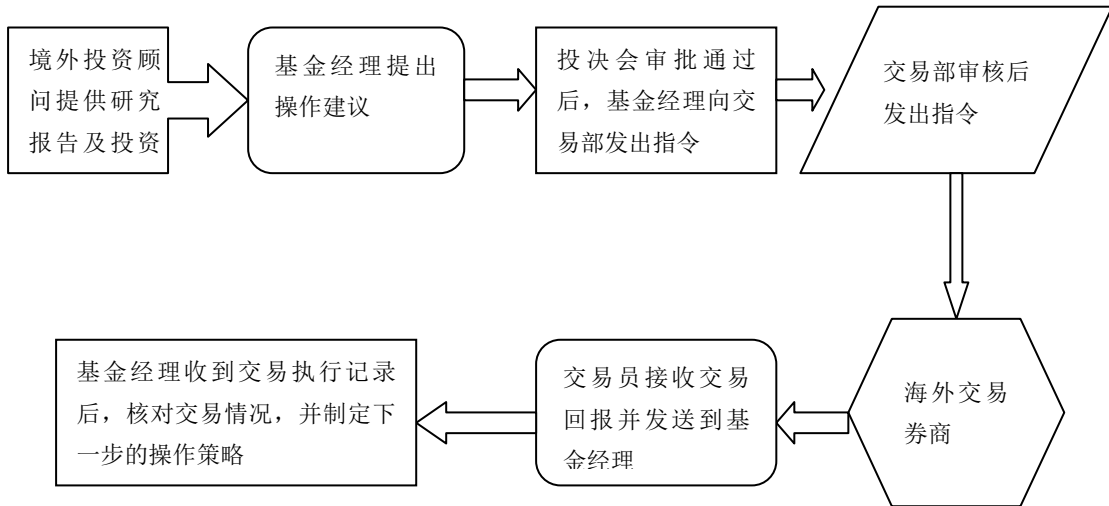 境外投资顾
问提供研究
报告及投资
基金经理提出
操作建议
投决会审批通过
后，基金经理向交
易部发出指令
交易部审核后
发出指令
海外交易
券商
交易员接收交易
回报并发送到基
金经理
基金经理收到交易执行记录
后，核对交易情况，并制定下
一步的操作策略